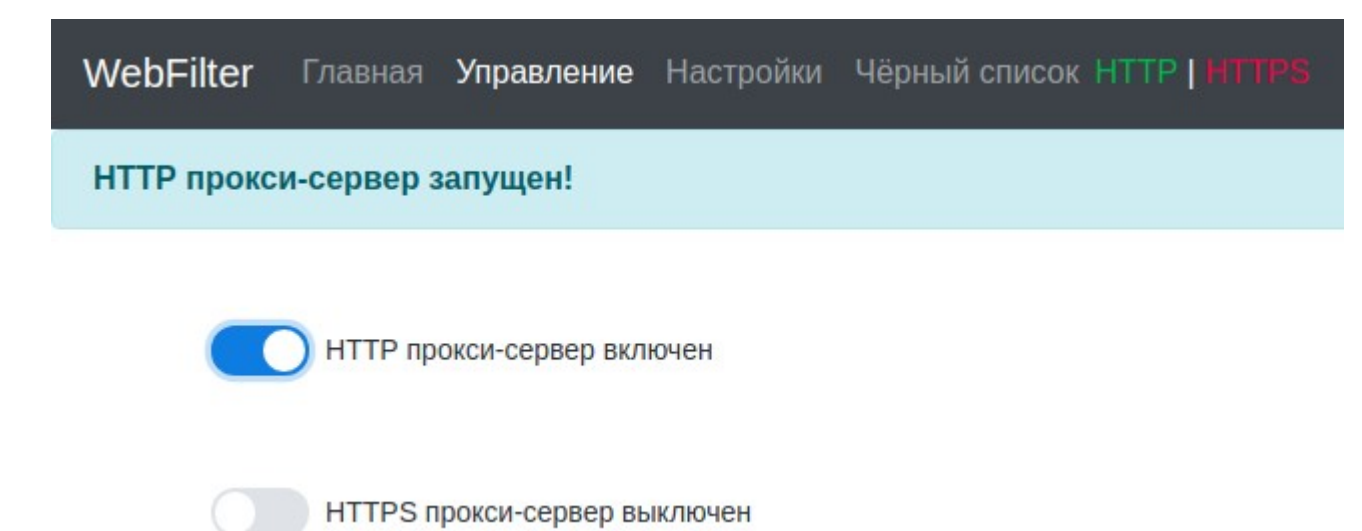 WebFilter Главная Управление Настройки Чёрный список HTTP | HTTPS
HTTP прокси-сервер запущен!
HTTP прокси-сервер включен
HTTPS прокси-сервер выключен